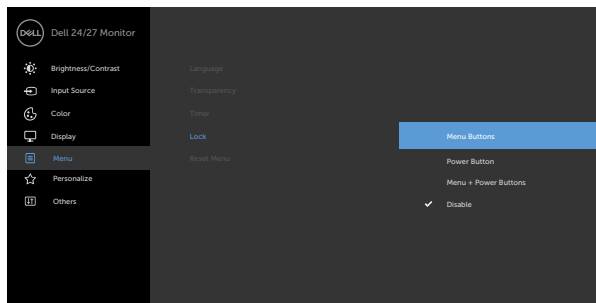 DELL
Dell 24/27 Monitor
Brightness/Contrast
Input Source
Color
Display
Menu
Personalize
Others
Language
Transparency
Timer
Lock
Reset Menu
Menu Buttons
Power Button
Menu + Power Buttons
Disable